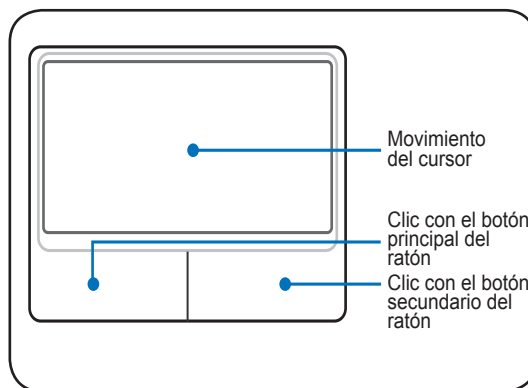 Movimiento
del cursor
Clic con el botón
principal del
ratón
Clic con el botón
secundario del
ratón